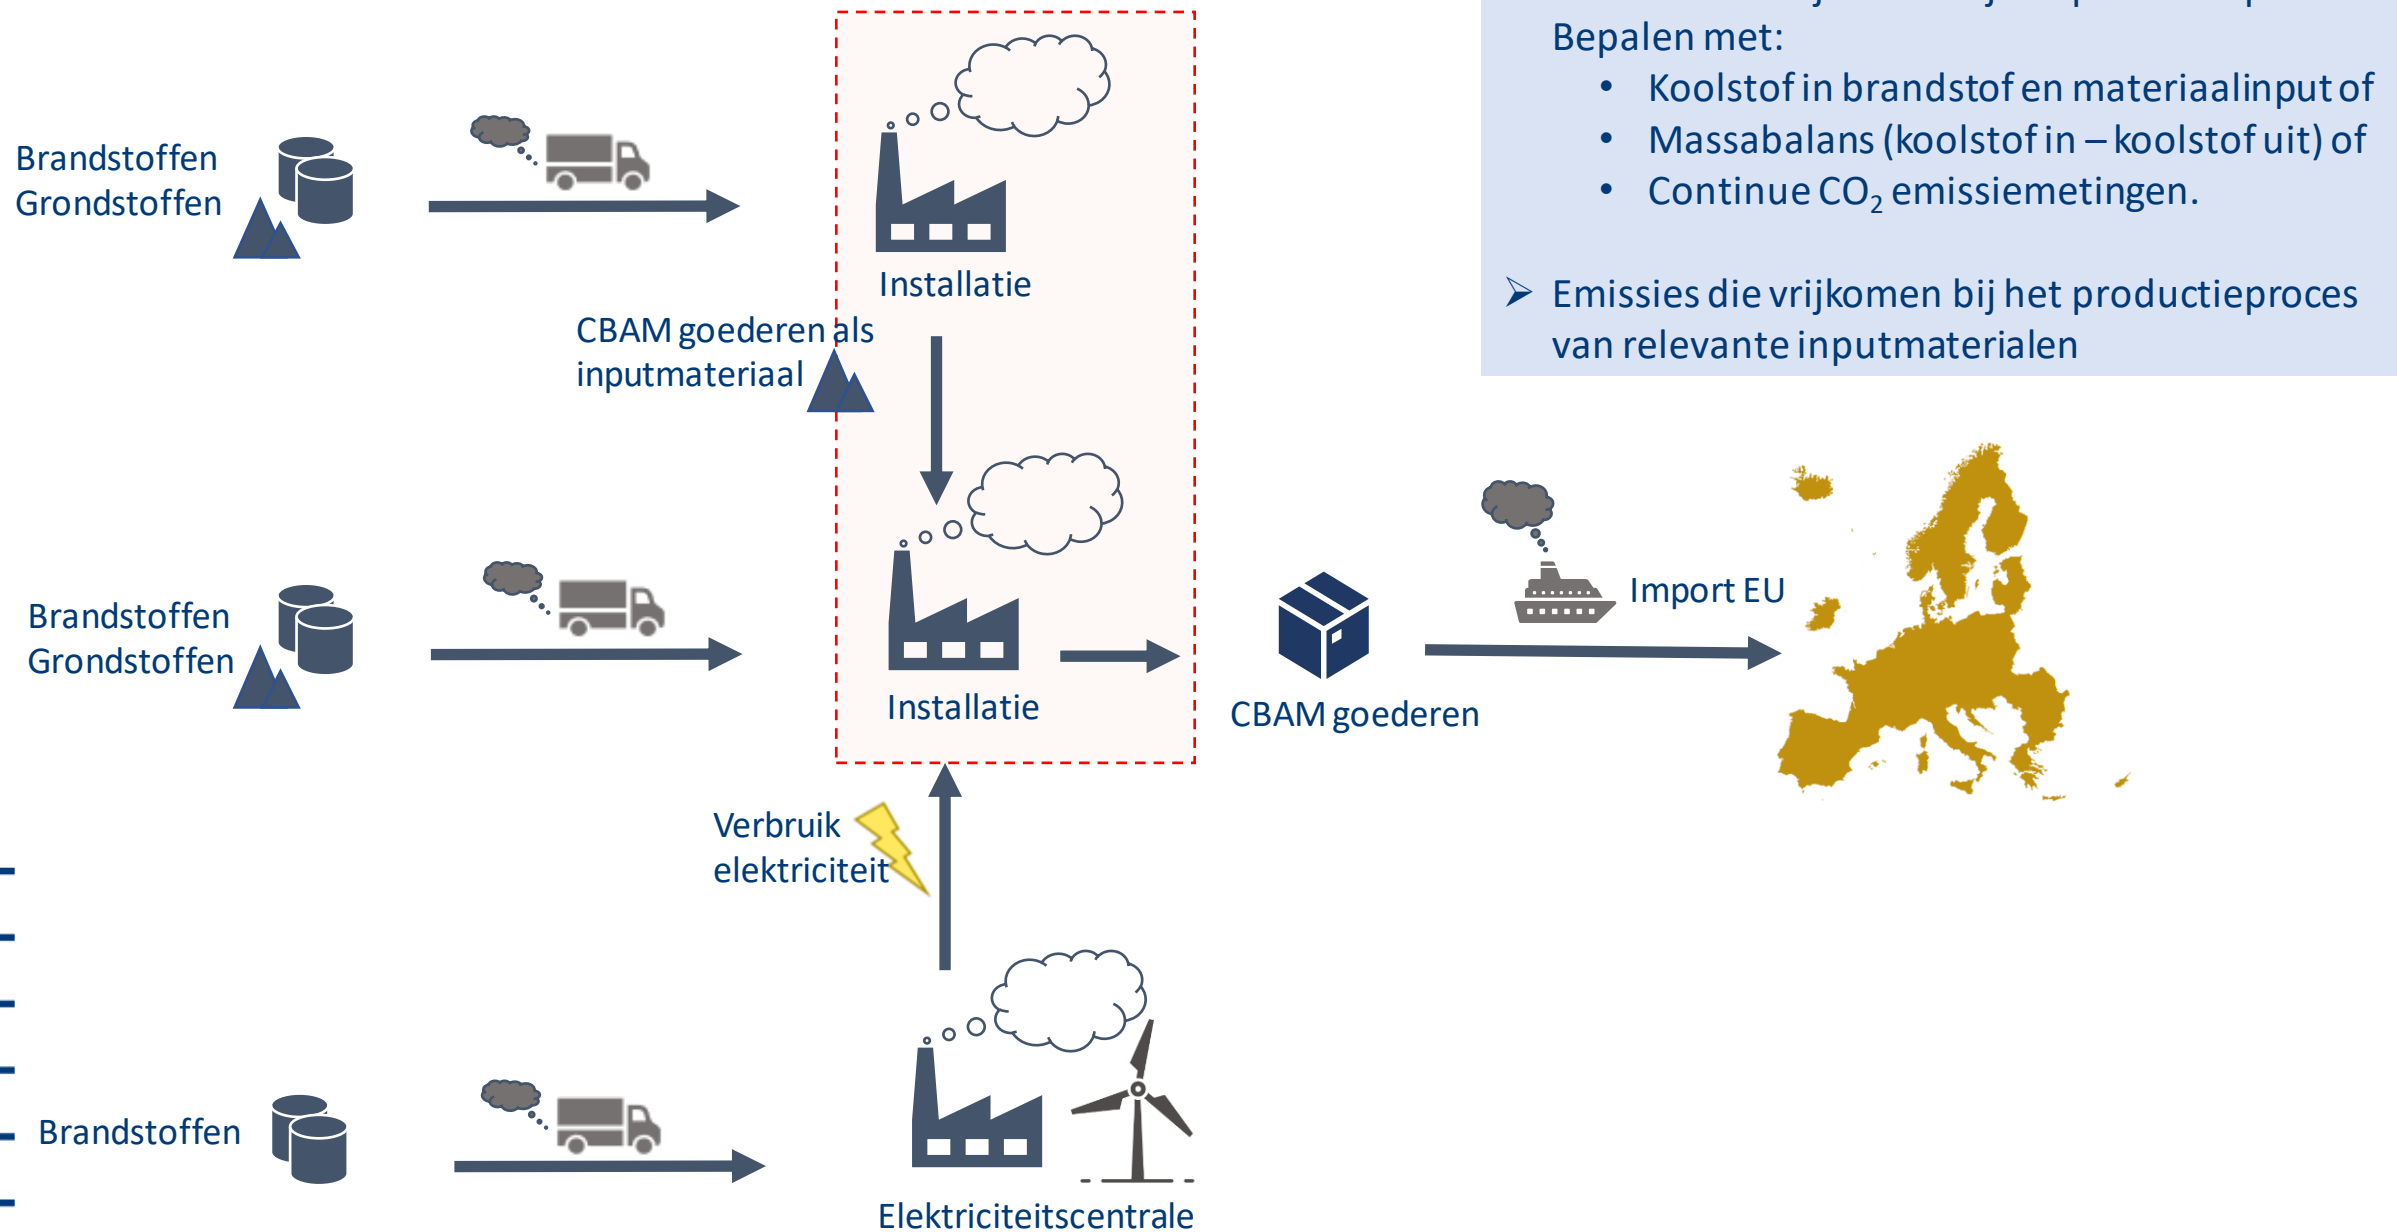 Bepalen met:
• Koolstof in brandstof en materiaalinput of
• Massabalans (koolstof in – koolstof uit) of
• Continue CO₂ emissiemetingen.
➢ Emissies die vrijkomen bij het productieproces
van relevante inputmaterialen
Brandstoffen
Grondstoffen
Installatie
CBAM goederen als
inputmateriaal
Brandstoffen
Grondstoffen
Installatie
CBAM goederen
Import EU
Verbruik
elektriciteit
Brandstoffen
Elektriciteitscentrale